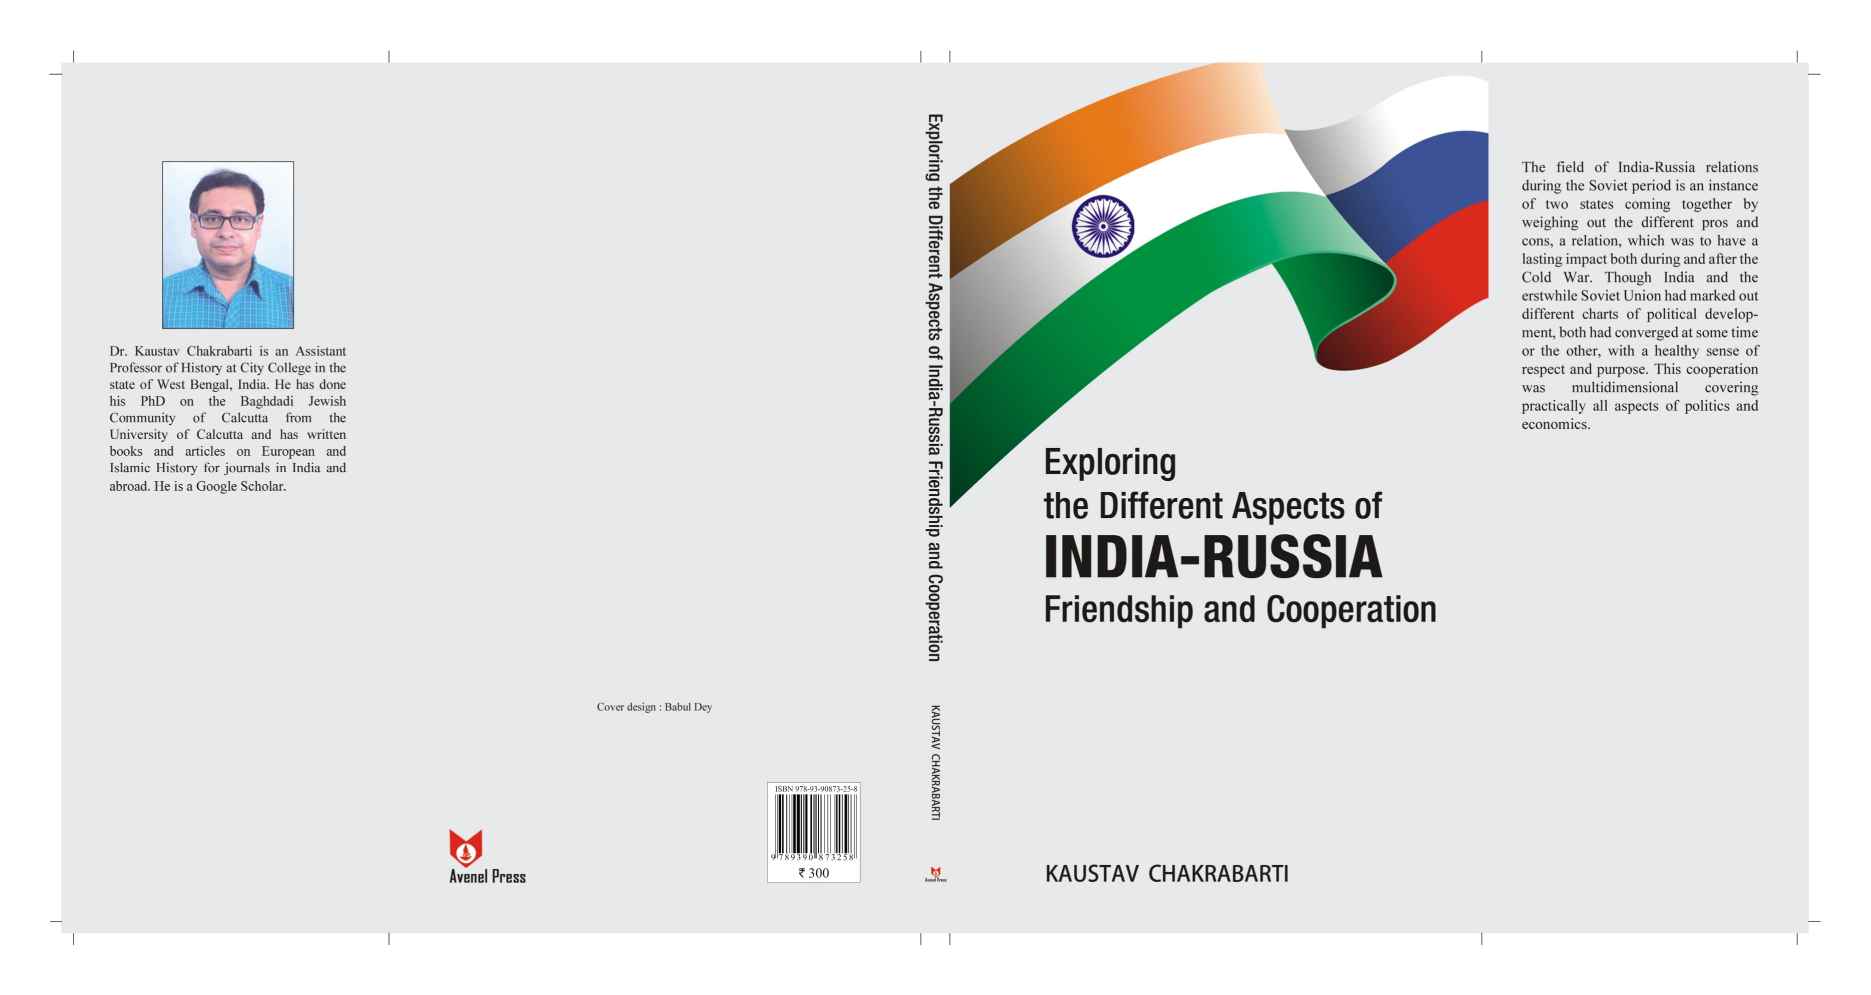 Dr. Kaustav Chakrabarti is an Assistant
Professor of History at City College in the
state of West Bengal, India. He has done
his PhD on the Baghdadi Jewish
Community of Calcutta from the
University of Calcutta and has written
books and articles on European and
Islamic History for journals in India and
abroad. He is a Google Scholar.
Cover design : Babul Dey
Avenel Press
ISBN 978-93-90873-25-8
9 789390 873258
₹ 300
Exploring the Different Aspects of India-Russia Friendship and Cooperation
KAUSTAV CHAKRABARTI
Avenel Press
Exploring
the Different Aspects of
INDIA-RUSSIA
Friendship and Cooperation
KAUSTAV CHAKRABARTI
The field of India-Russia relations
during the Soviet period is an instance
of two states coming together by
weighing out the different pros and
cons, a relation, which was to have a
lasting impact both during and after the
Cold War. Though India and the
erstwhile Soviet Union had marked out
different charts of political develop-
ment, both had converged at some time
or the other, with a healthy sense of
respect and purpose. This cooperation
was multidimensional covering
practically all aspects of politics and
economics.